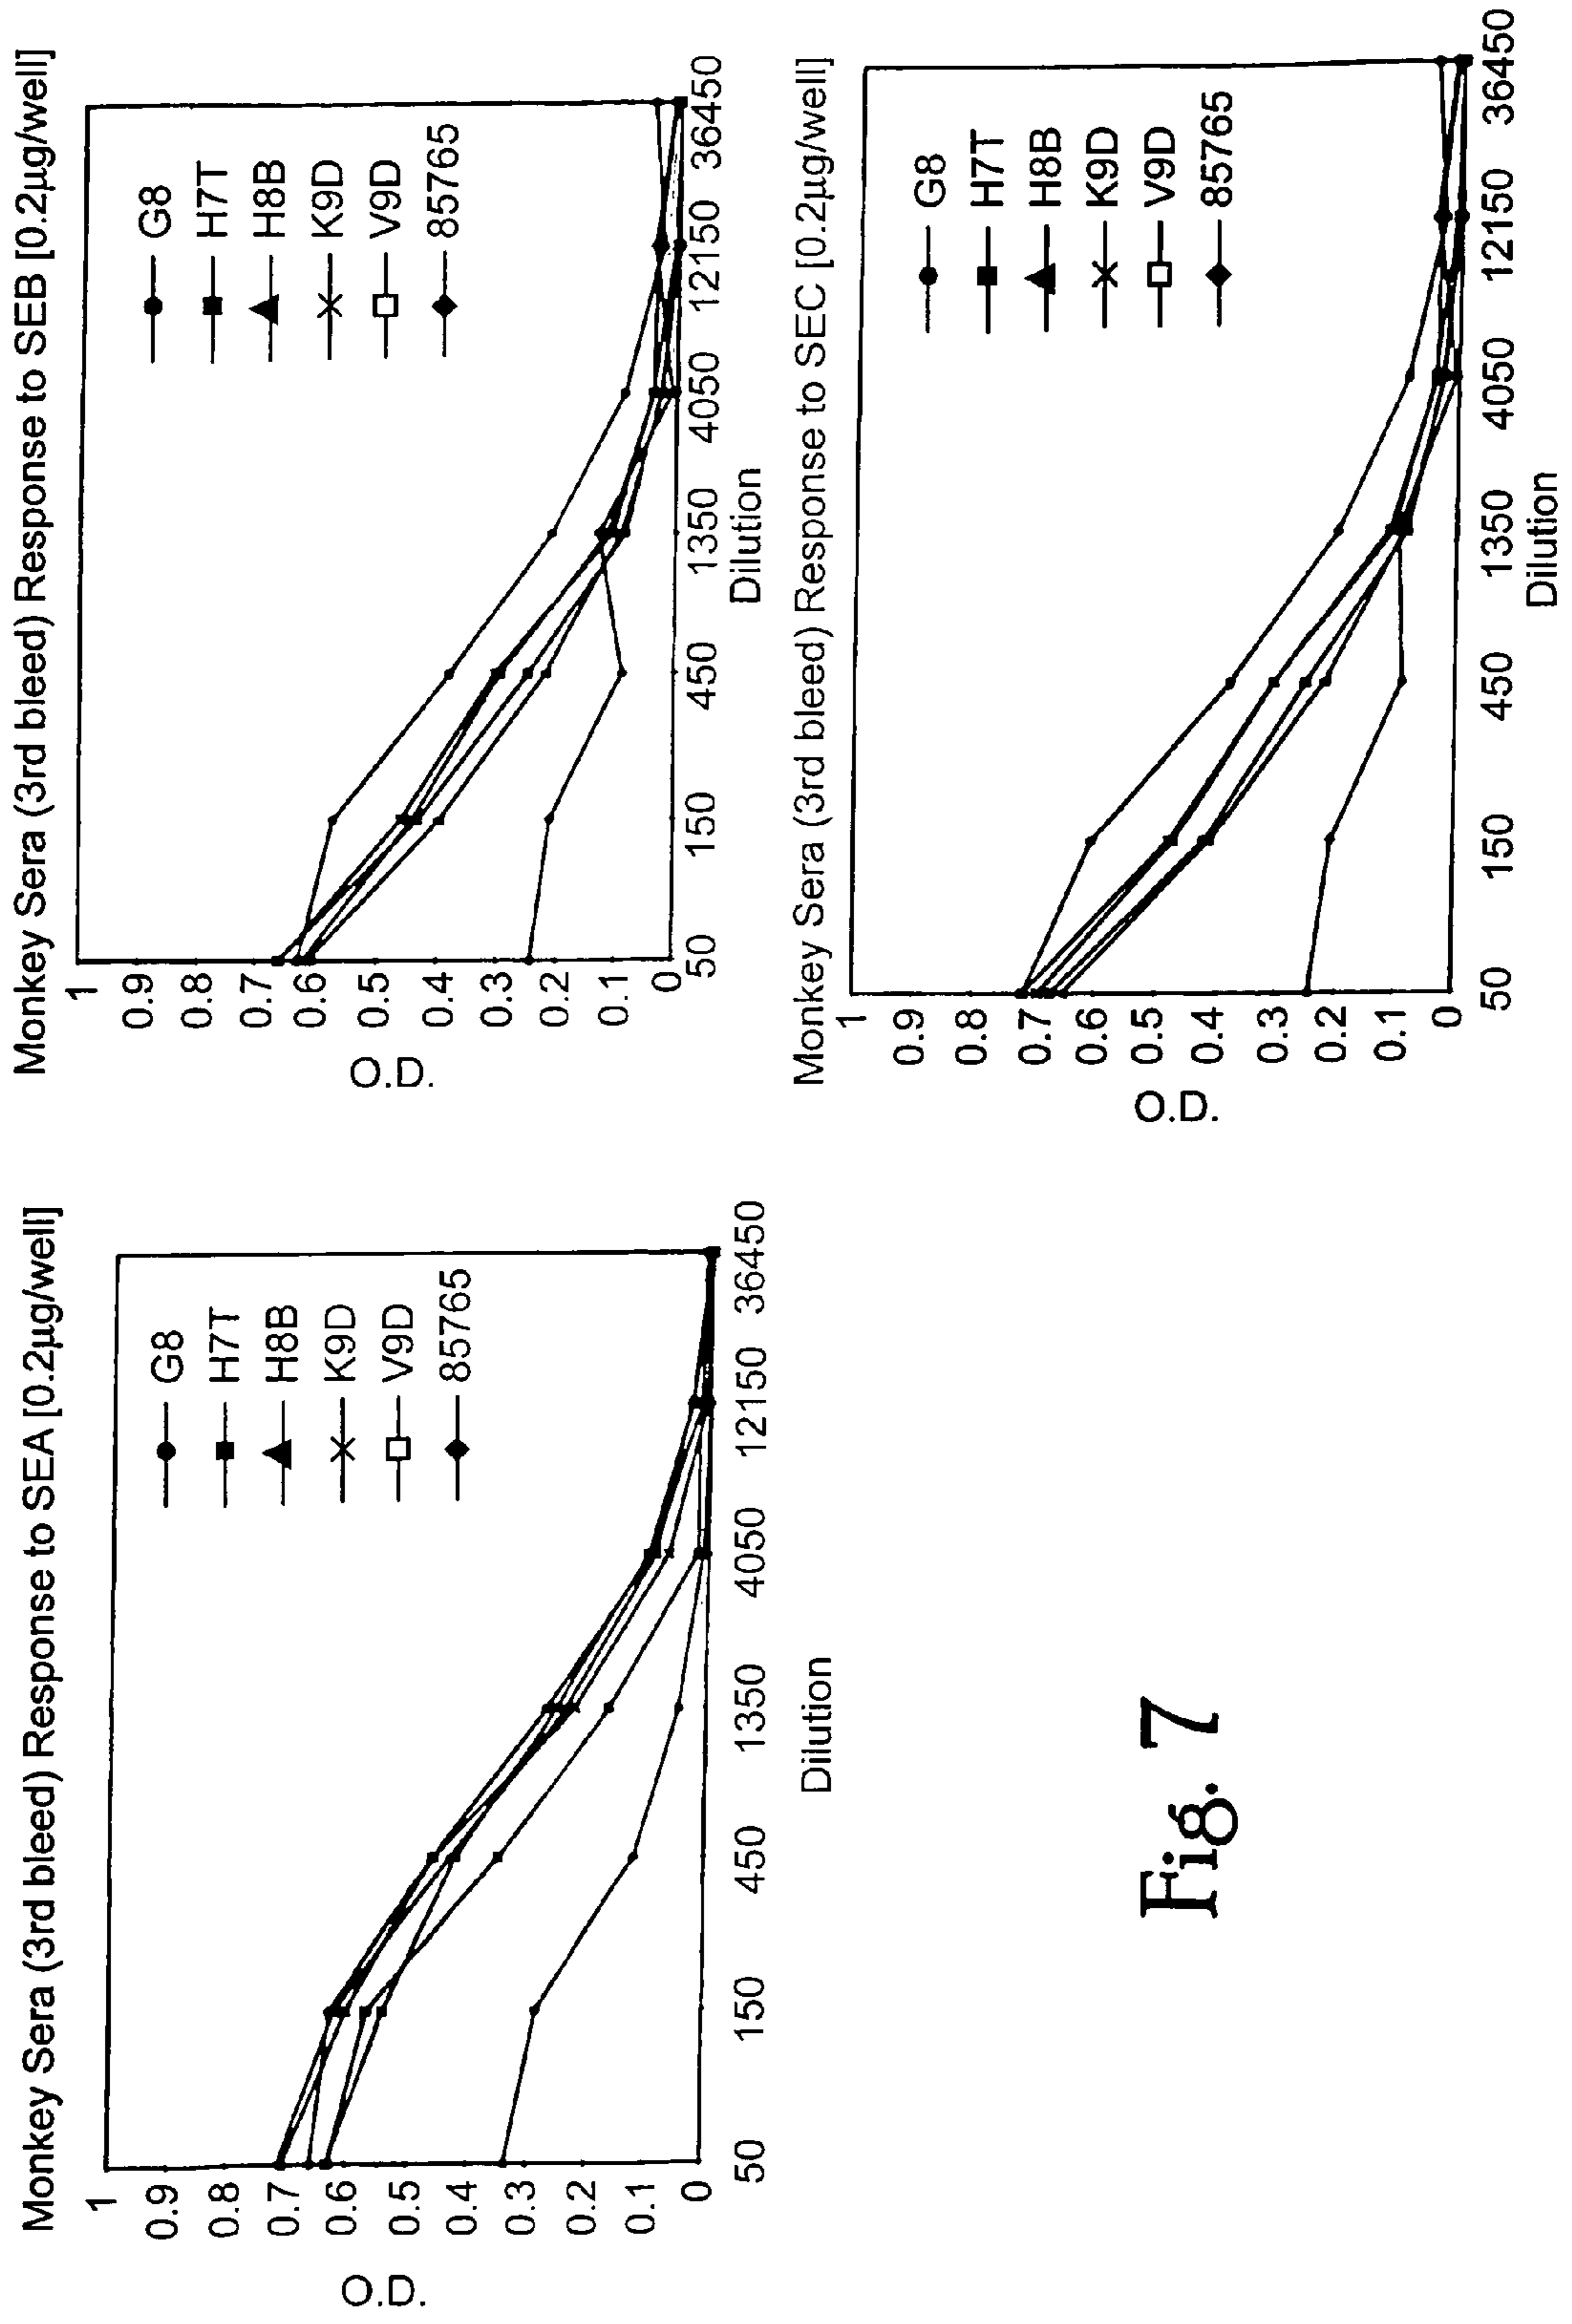 Monkey Sera (3rd bleed) Response to SEA [0.2µg/well]
O.D.
1
0.9
0.8
0.7
0.6
0.5
0.4
0.3
0.2
0.1
0
50
150
450
1350
4050
12150
36450
Dilution
G8
H7T
H8B
K9D
V9D
85765
Monkey Sera (3rd bleed) Response to SEB [0.2µg/well]
O.D.
1
0.9
0.8
0.7
0.6
0.5
0.4
0.3
0.2
0.1
0
50
150
450
1350
4050
12150
36450
Dilution
G8
H7T
H8B
K9D
V9D
85765
Monkey Sera (3rd bleed) Response to SEC [0.2µg/well]
O.D.
1
0.9
0.8
0.7
0.6
0.5
0.4
0.3
0.2
0.1
0
50
150
450
1350
4050
12150
36450
Dilution
G8
H7T
H8B
K9D
V9D
85765
Fig. 7